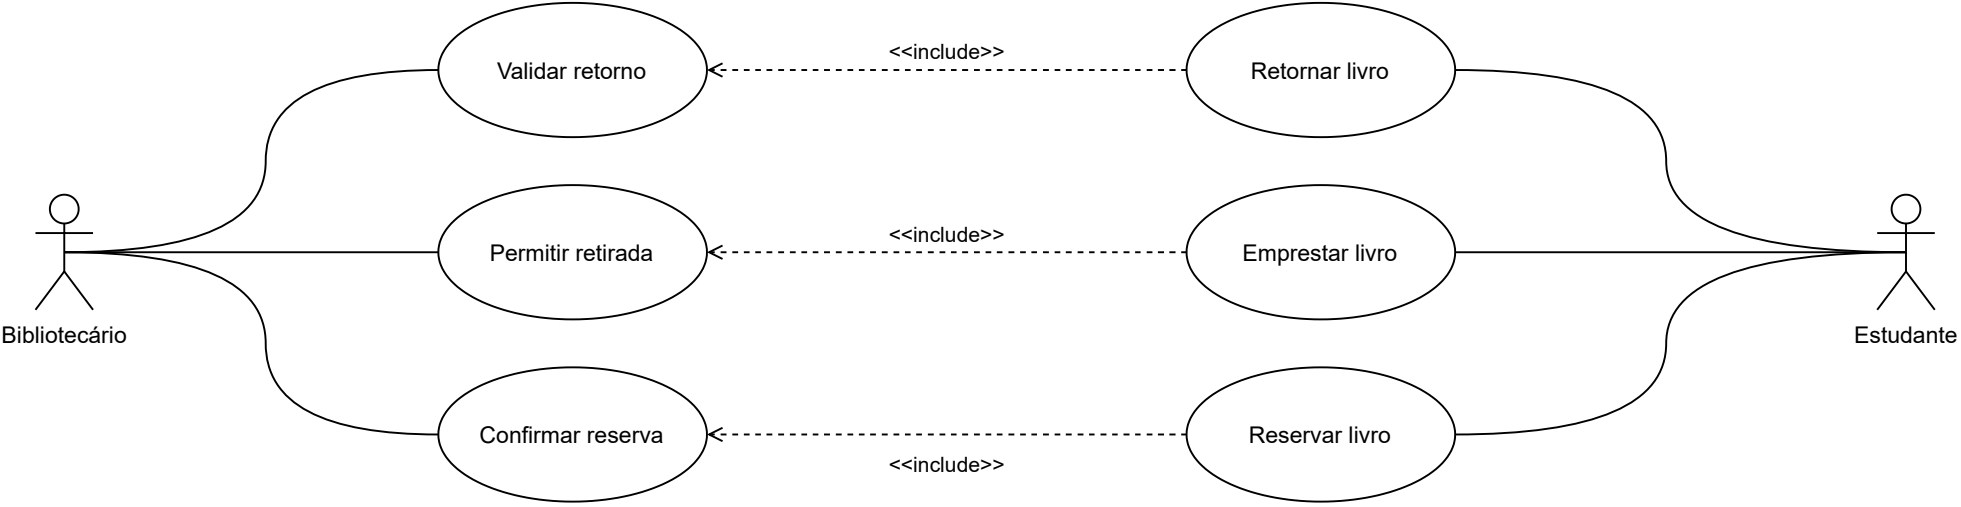 <<include>>
Validar retorno
Retornar livro
<<include>>
Permitir retirada
Emprestar livro
Bibliotecário
Estudante
Confirmar reserva
Reservar livro
<<include>>